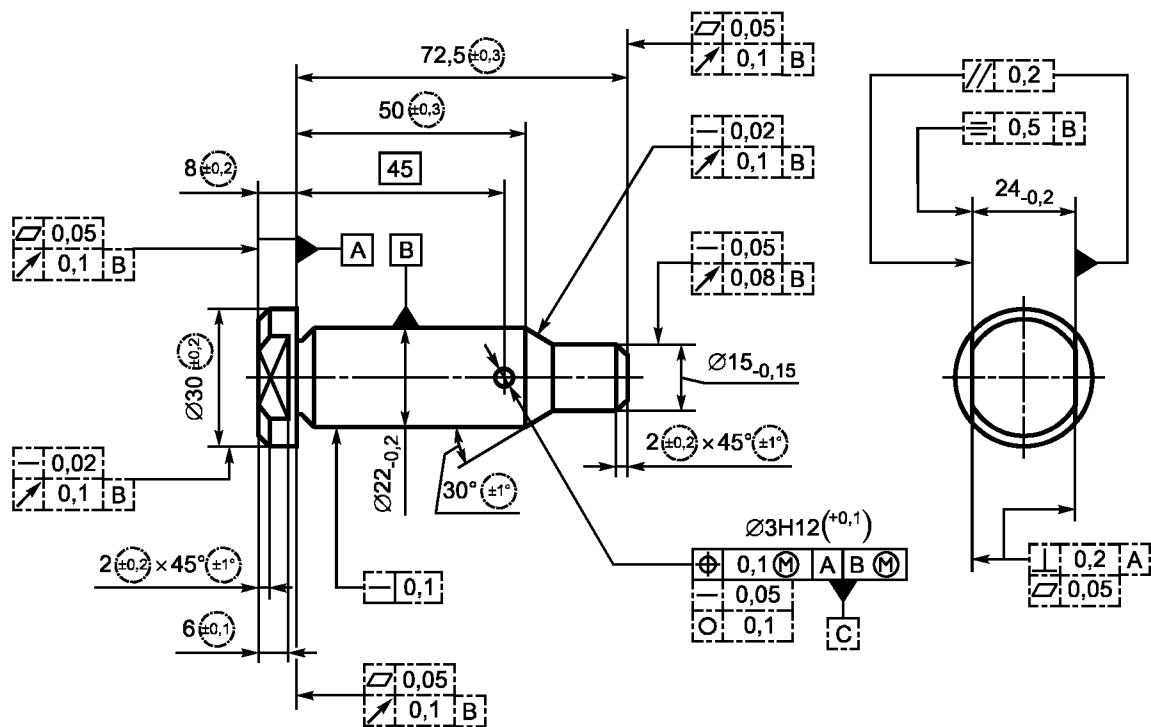 0,05
72,5 ±0,3
0,1 B
// 0,2
50 ±0,3
0,02
0,5 B
0,1 B
8 ±0,2
45
24-0,2
0,05
0,1 B
A
B
0,05
0,08 B
Ø30 ±0,2
Ø15-0,15
0,02
0,1 B
Ø22-0,2
30° ±1°
2 ±0,2 × 45° ±1°
Ø3H12(+0,1)
2 ±0,2 × 45° ±1°
0,1
0,1 Ⓜ A B Ⓜ
0,2 A
0,05
0,05
6 ±0,1
0,1
C
0,05
0,1 B